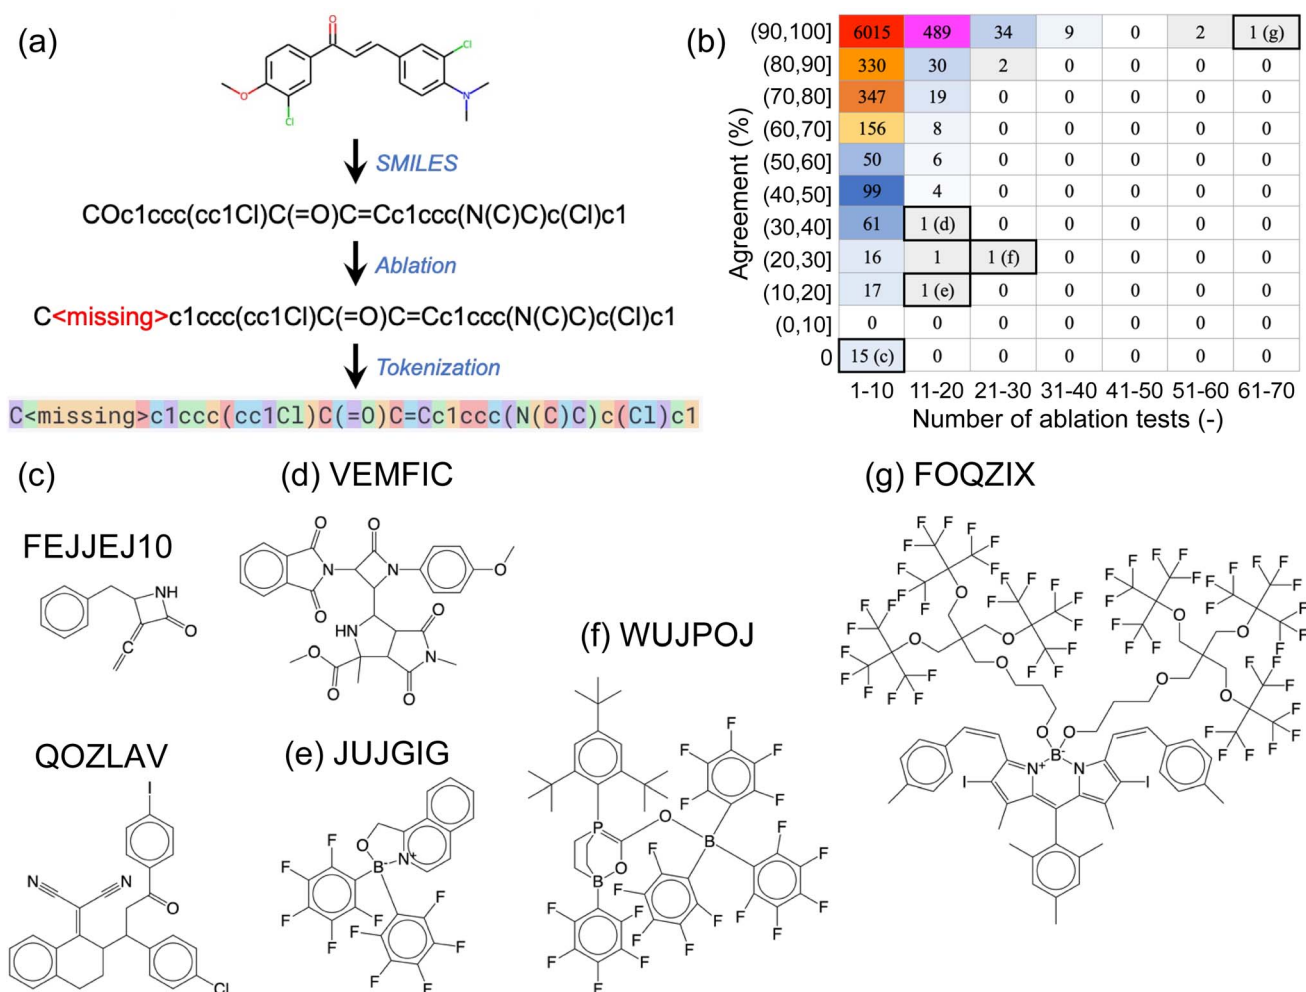 (a)
O
Cl
O
Cl
N
SMILES
COc1ccc(cc1Cl)C(=O)C=Cc1ccc(N(C)C)c(Cl)c1
Ablation
C<missing>c1ccc(cc1Cl)C(=O)C=Cc1ccc(N(C)C)c(Cl)c1
Tokenization
C<missing>c1ccc(cc1Cl)C(=O)C=Cc1ccc(N(C)C)c(Cl)c1
(b)
Agreement (%)
(90,100] 6015 489 34 9 0 2 1 (g)
(80,90] 330 30 2 0 0 0 0
(70,80] 347 19 0 0 0 0 0
(60,70] 156 8 0 0 0 0 0
(50,60] 50 6 0 0 0 0 0
(40,50] 99 4 0 0 0 0 0
(30,40] 61 1 (d) 0 0 0 0 0
(20,30] 16 1 1 (f) 0 0 0 0
(10,20] 17 1 (e) 0 0 0 0 0
(0,10] 0 0 0 0 0 0 0
0 15 (c) 0 0 0 0 0 0
1-10 11-20 21-30 31-40 41-50 51-60 61-70
Number of ablation tests (-)
(c)
FEJJEJ10
NH
O
C
QOZLAV
I
N N
O
Cl
(d) VEMFIC
O O
N N
O
O
HN
O
O
N
O
O
(e) JUJGIG
O
B N+
F F F F F
F F F F F
(f) WUJPOJ
P
O
O
B
B
F F F F F
F F F F F
F F F F F
F F F F F
(g) FOQZIX
F F F F F F F F F
F F F F F F F F F
F F F F F F F F F
F F F F F F F F F
F F F F F F F F F
F F F F F F F F F
O O O O
O O O O
O O
B-
N+ N
I I